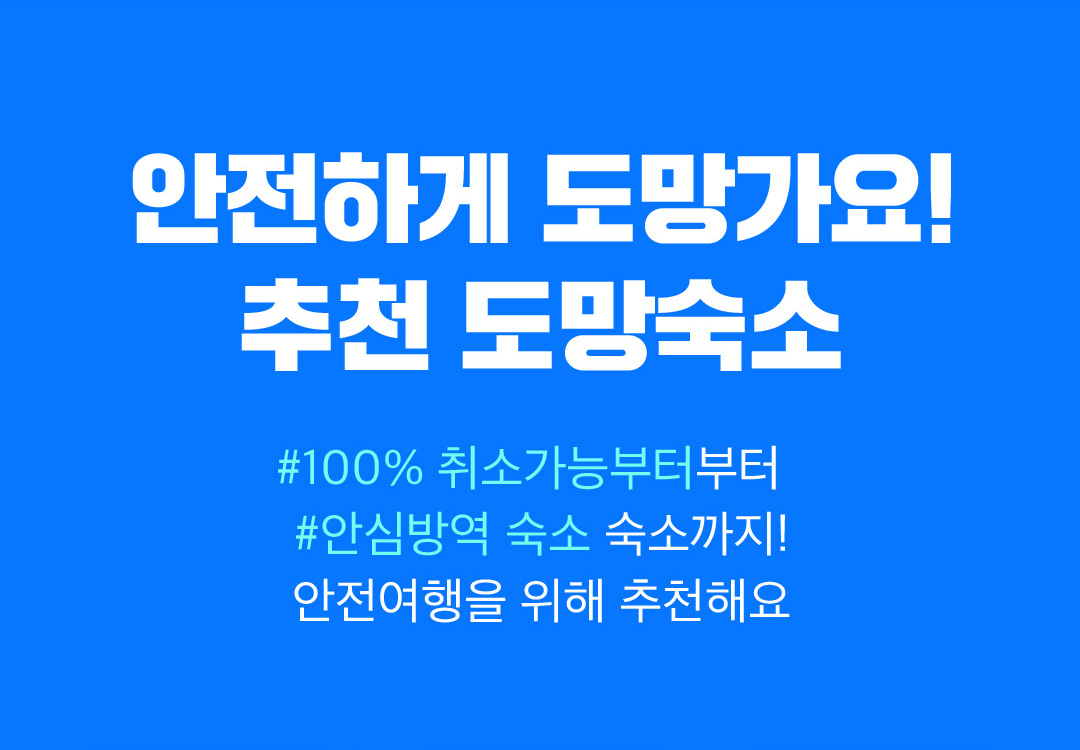 안전하게 도망가요!
추천 도망숙소
#100% 취소가능부터부터
#안심방역 숙소 숙소까지!
안전여행을 위해 추천해요